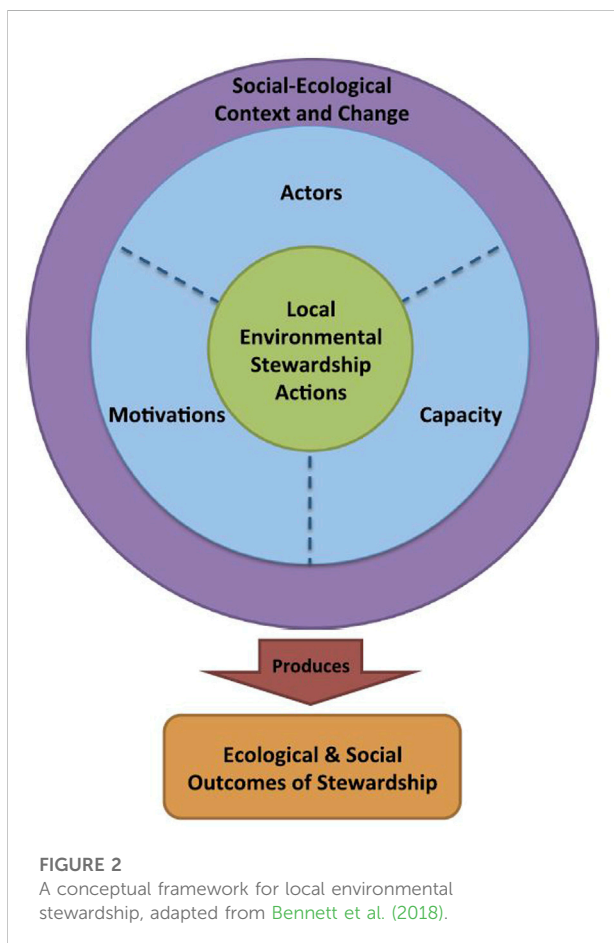 Social-Ecological
Context and Change
Actors
Local
Environmental
Stewardship
Actions
Motivations
Capacity
Produces
Ecological & Social
Outcomes of Stewardship
FIGURE 2
A conceptual framework for local environmental
stewardship, adapted from Bennett et al. (2018).